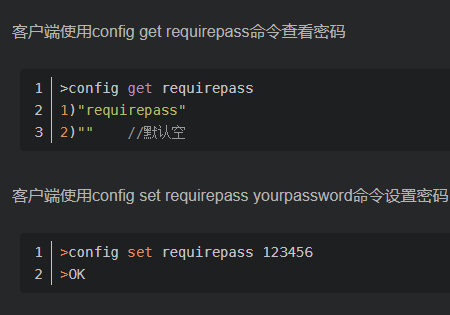 客户端使用config get requirepass命令查看密码
1 >config get requirepass
2 1)"requirepass"
3 2)"" //默认空
客户端使用config set requirepass yourpassword命令设置密码
1 >config set requirepass 123456
2 >OK